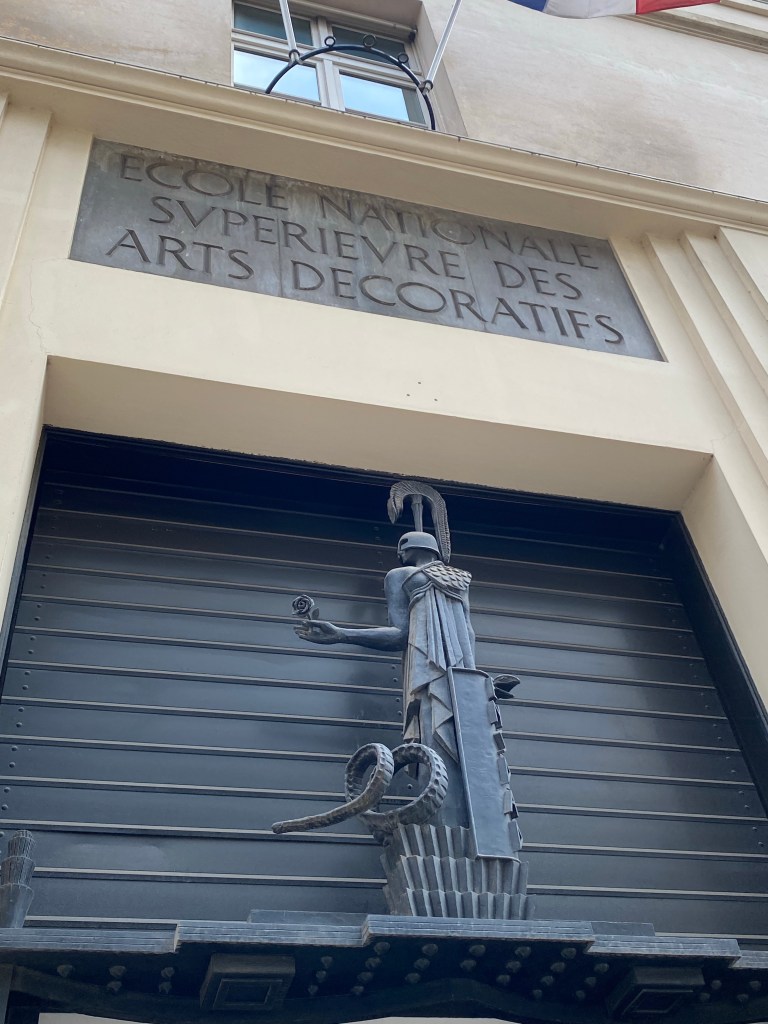 ECOLE NATIONALE
SVPERIEVRE DES
ARTS DECORATIFS